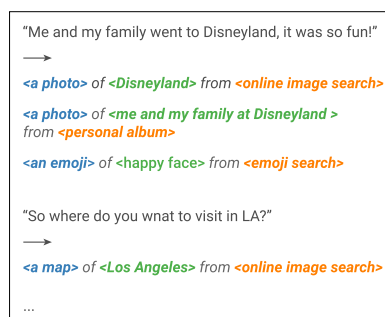 “Me and my family went to Disneyland, it was so fun!”
<a photo> of <Disneyland> from <online image search>
<a photo> of <me and my family at Disneyland >
from <personal album>
<an emoji> of <happy face> from <emoji search>
“So where do you wnat to visit in LA?”
<a map> of <Los Angeles> from <online image search>
...